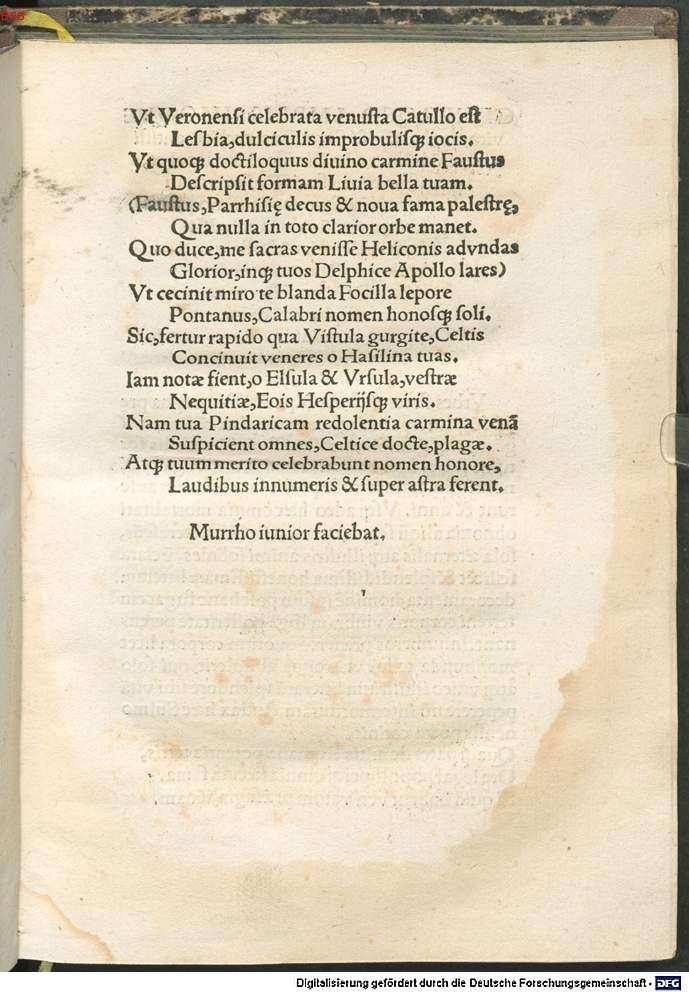 Vt Veronensi celebrata venusta Catullo est
Lesbia, dulciculis improbulisq; iocis.
Vt quoq; doctiloquus diuino carmine Faustus
Descripsit formam Liuia bella tuam.
(Faustus, Parrhisię decus & noua fama palestrę,
Qua nulla in toto clarior orbe manet.
Quo duce, me sacras venisse Heliconis advndas
Glorior, inq; tuos Delphice Apollo lares)
Vt cecinit miro te blanda Focilla lepore
Pontanus, Calabri nomen honosq; soli.
Sic, fertur rapido qua Vistula gurgite, Celtis
Concinuit veneres o Hasilina tuas.
Iam notæ fient, o Elsula & Vrsula, vestræ
Nequitiæ, Eois Hesperijsq; viris.
Nam tua Pindaricam redolentia carmina venā
Suspicient omnes, Celtice docte, plagæ.
Atq; tuum merito celebrabunt nomen honore,
Laudibus innumeris & super astra ferent.
Murrho iunior faciebat.
Digitalisierung gefördert durch die Deutsche Forschungsgemeinschaft - DFG